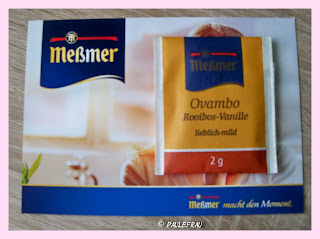 Meßmer
Meßmer
Ovambo
Rooibos-Vanille
lieblich-mild
2 g
Meßmer macht den Moment.
© PAULEFRAU